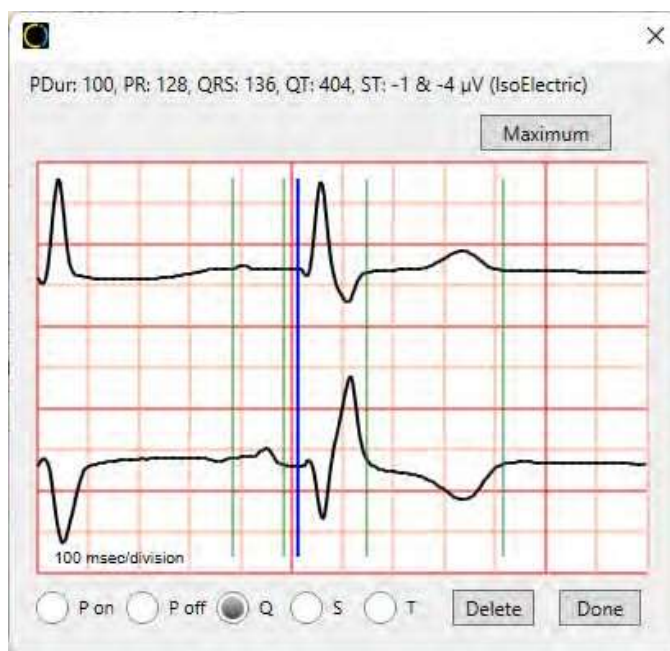 PDur: 100, PR: 128, QRS: 136, QT: 404, ST: -1 & -4 µV (IsoElectric)
Maximum
100 msec/division
P on P off Q S T Delete Done